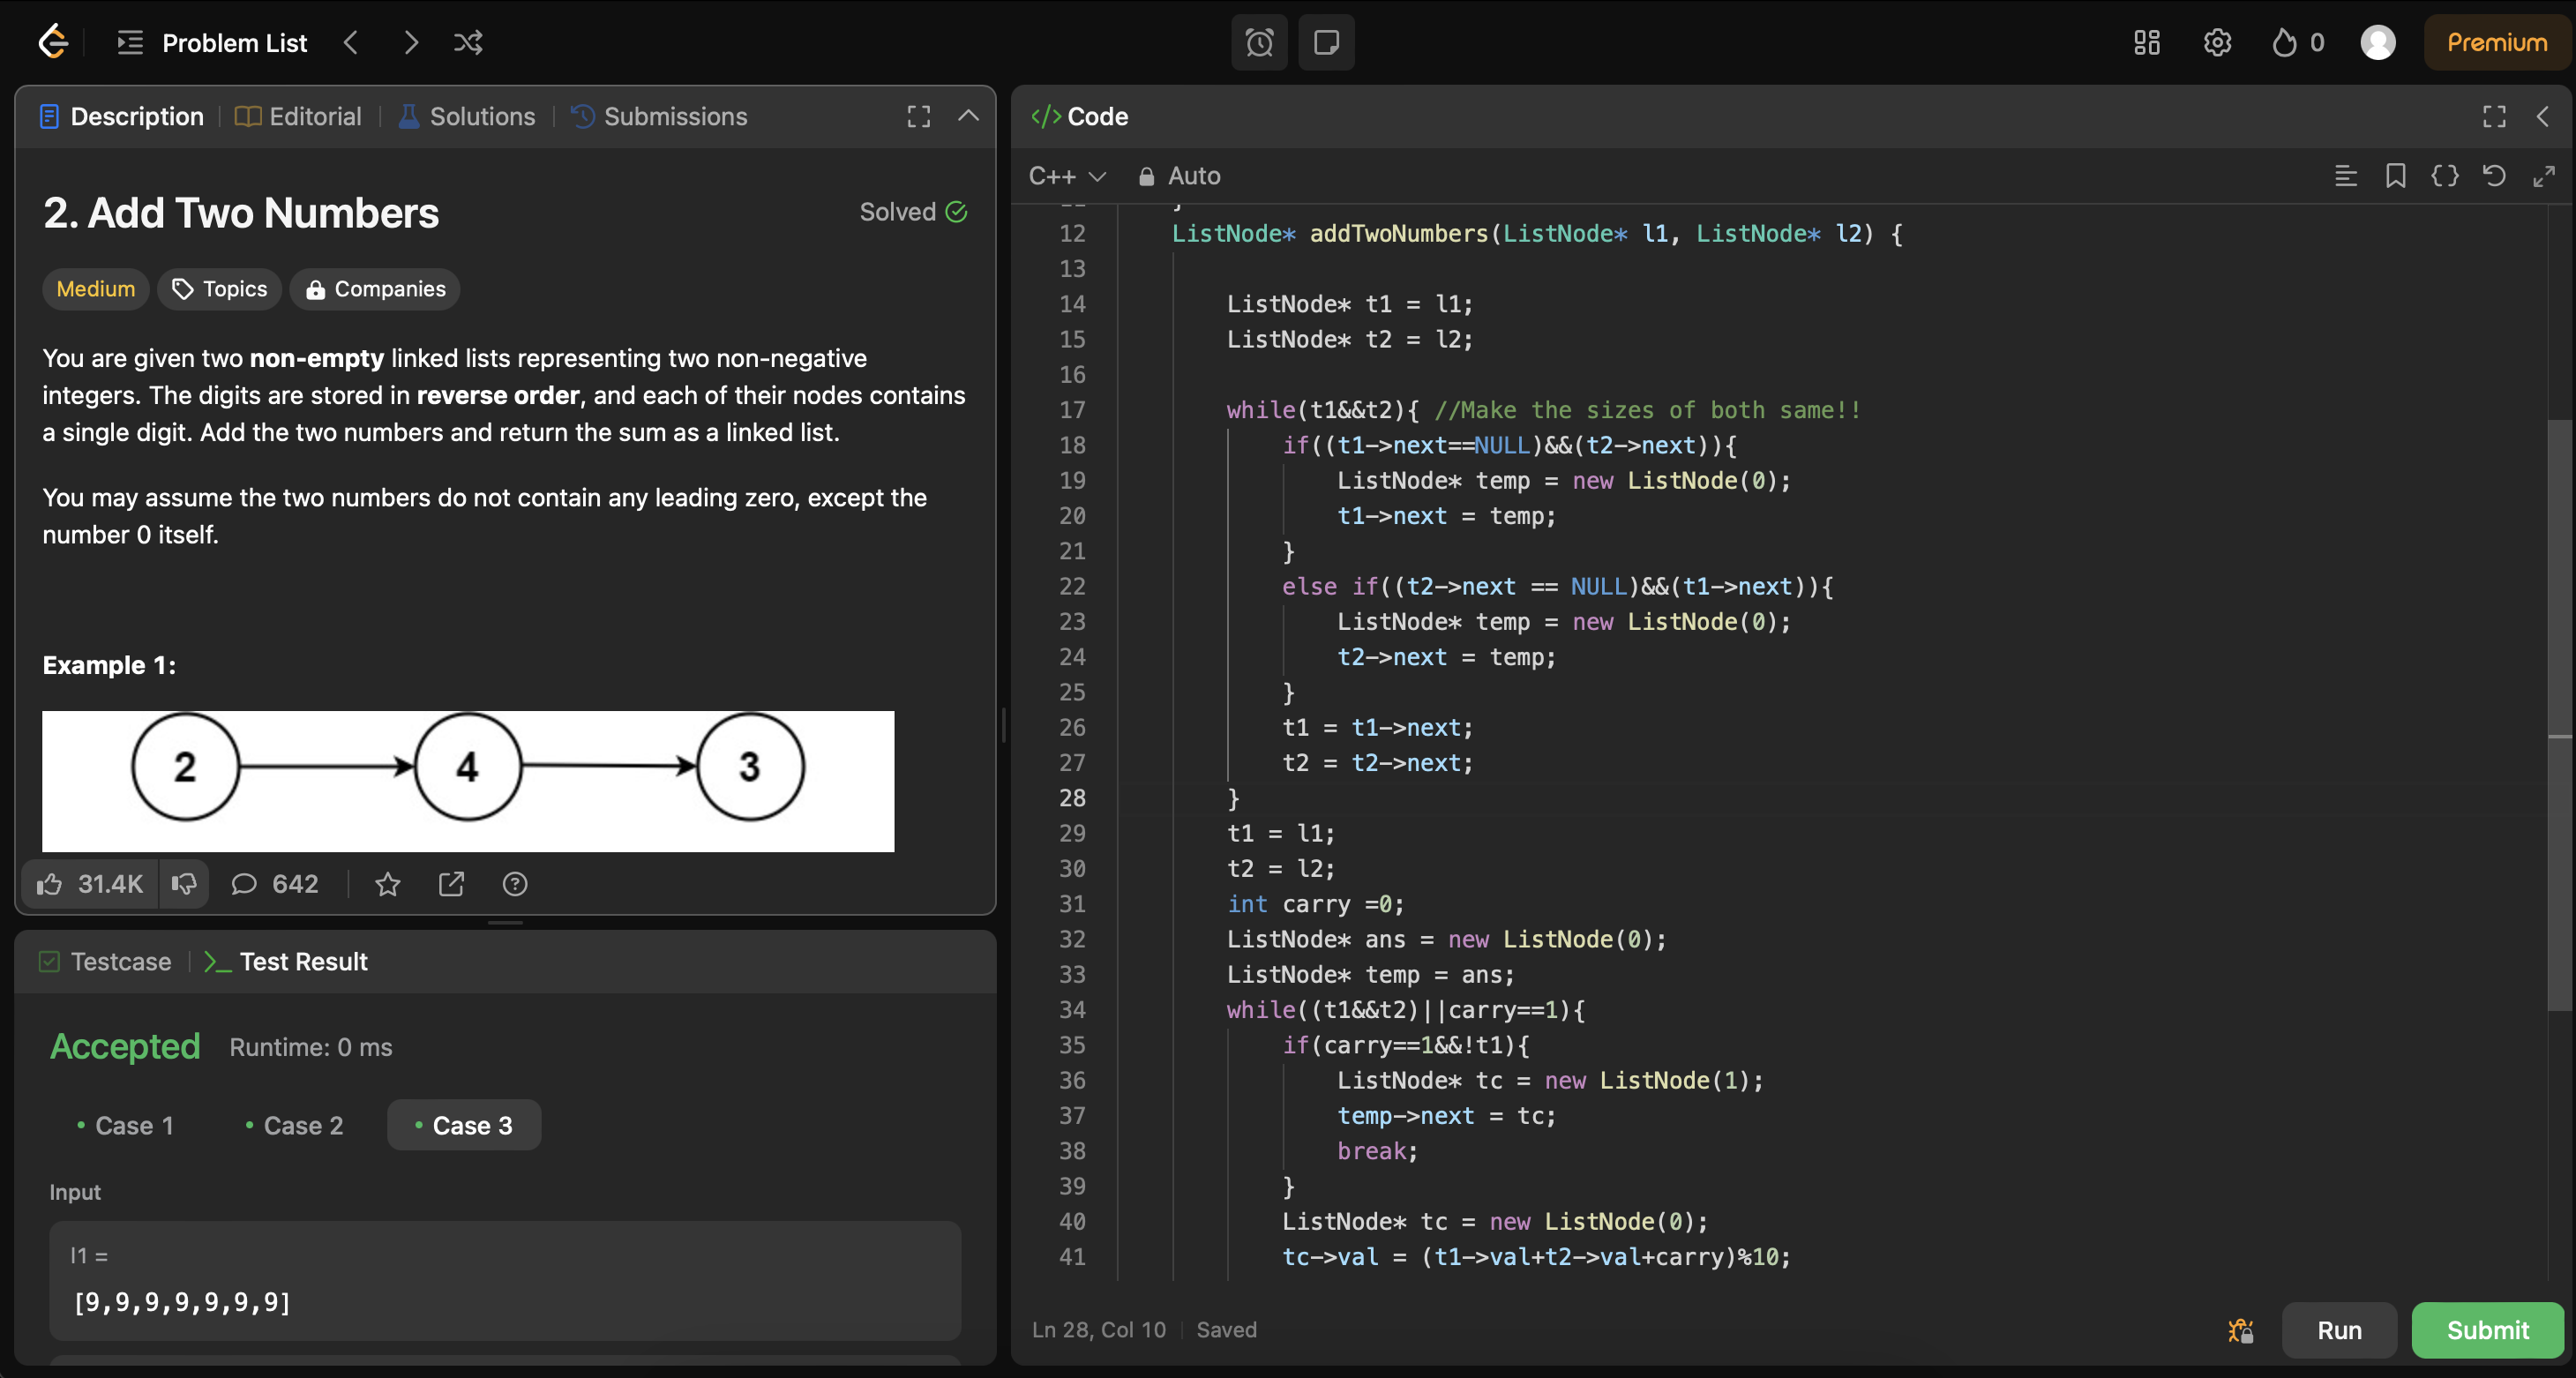 Problem List
0
Premium
Description
Editorial
Solutions
Submissions
2. Add Two Numbers
Solved
Medium
Topics
Companies
You are given two non-empty linked lists representing two non-negative
integers. The digits are stored in reverse order, and each of their nodes contains
a single digit. Add the two numbers and return the sum as a linked list.
You may assume the two numbers do not contain any leading zero, except the
number 0 itself.
Example 1:
2
4
3
31.4K
642
Testcase
Test Result
Accepted
Runtime: 0 ms
Case 1
Case 2
Case 3
Input
l1 =
[9,9,9,9,9,9,9]
</> Code
C++
Auto
12 ListNode* addTwoNumbers(ListNode* l1, ListNode* l2) {
13
14 ListNode* t1 = l1;
15 ListNode* t2 = l2;
16
17 while(t1&&t2){ //Make the sizes of both same!!
18 if((t1->next==NULL)&&(t2->next)){
19 ListNode* temp = new ListNode(0);
20 t1->next = temp;
21 }
22 else if((t2->next == NULL)&&(t1->next)){
23 ListNode* temp = new ListNode(0);
24 t2->next = temp;
25 }
26 t1 = t1->next;
27 t2 = t2->next;
28 }
29 t1 = l1;
30 t2 = l2;
31 int carry =0;
32 ListNode* ans = new ListNode(0);
33 ListNode* temp = ans;
34 while((t1&&t2)||carry==1){
35 if(carry==1&&!t1){
36 ListNode* tc = new ListNode(1);
37 temp->next = tc;
38 break;
39 }
40 ListNode* tc = new ListNode(0);
41 tc->val = (t1->val+t2->val+carry)%10;
Ln 28, Col 10
Saved
Run
Submit